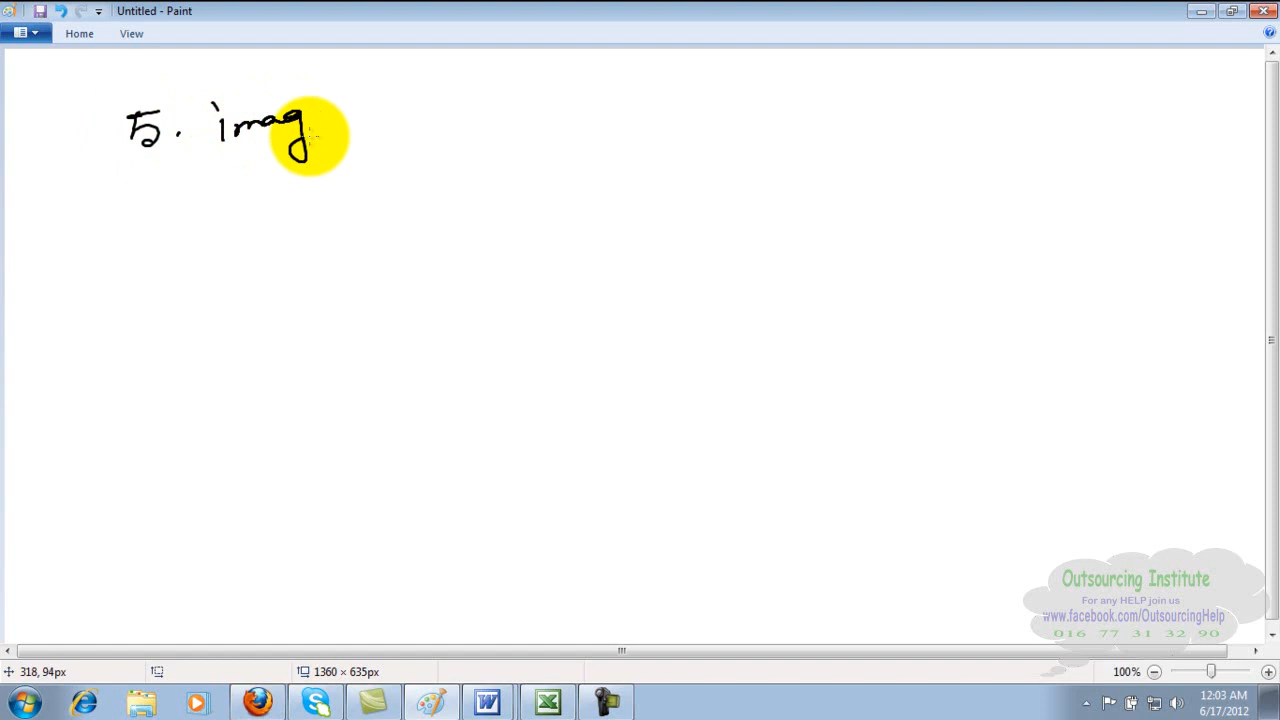 Untitled - Paint
Home View
5. imag
Outsourcing Institute
For any HELP join us
www.facebook.com/OutsourcingHelp
016 77 31 32 90
318, 94px
1360 × 635px
100%
12:03 AM
6/17/2012